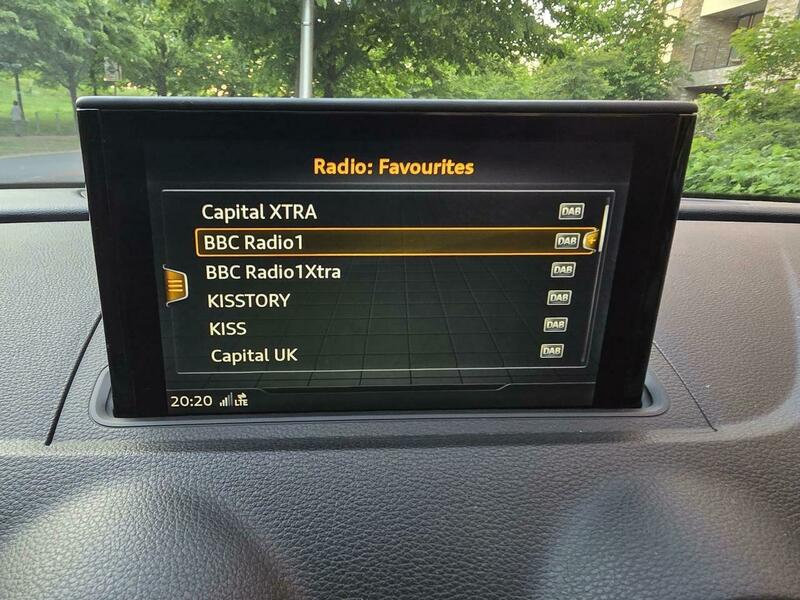 Radio: Favourites
Capital XTRA DAB
BBC Radio1 DAB
BBC Radio1Xtra DAB
KISSTORY DAB
KISS DAB
Capital UK DAB
20:20 LTE